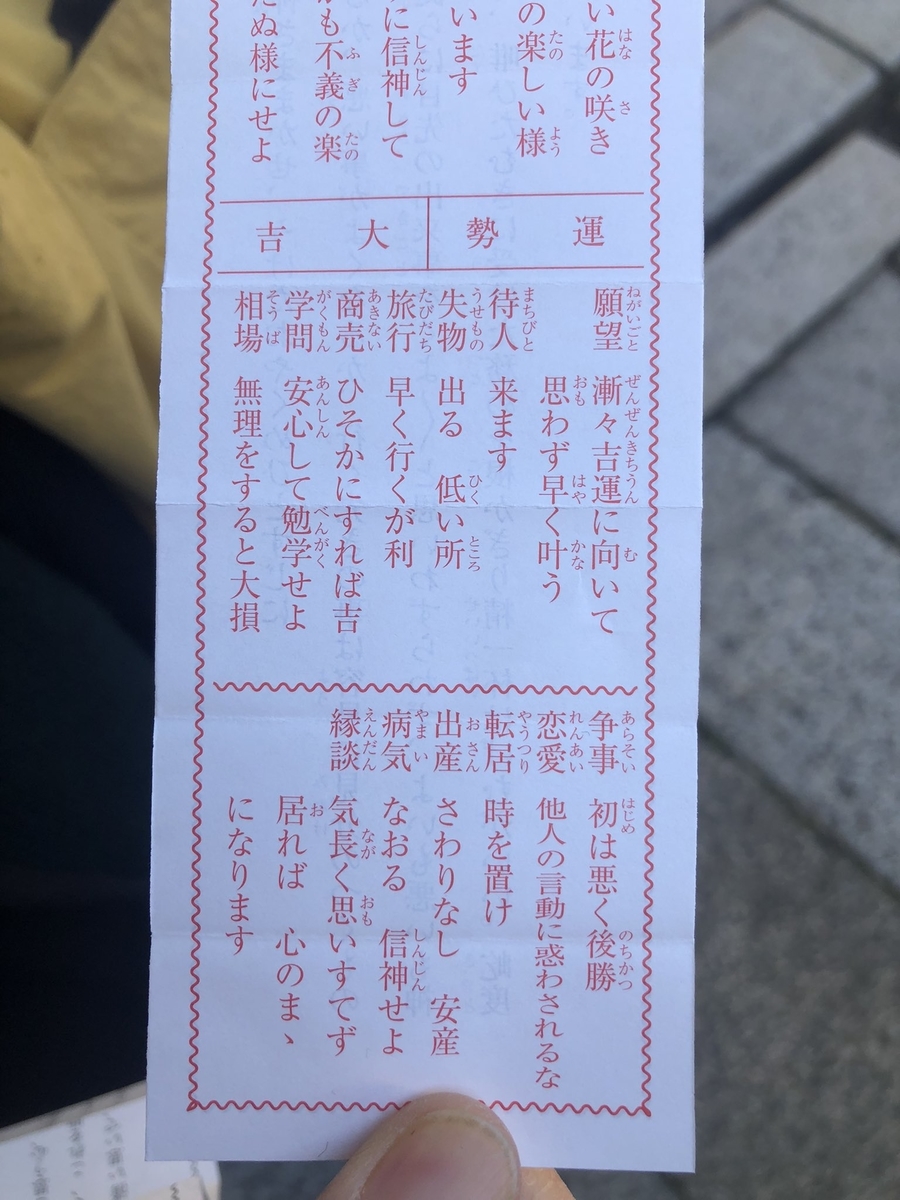 い花の咲き
の楽しい様
います
に信神して
も不義の楽
ぬ様にせよ
運勢 大吉
願望 漸々吉運に向いて
思わず早く叶う
待人 来ます
失物 出る 低い所
旅行 早く行くが利
商売 ひそかにすれば吉
学問 安心して勉学せよ
相場 無理をすると大損
争事 初は悪く後勝
恋愛 他人の言動に惑わされるな
転居 時を置け
出産 さわりなし 安産
病気 なおる 信神せよ
縁談 気長く思いすてず
居れば 心のまゝ
になります